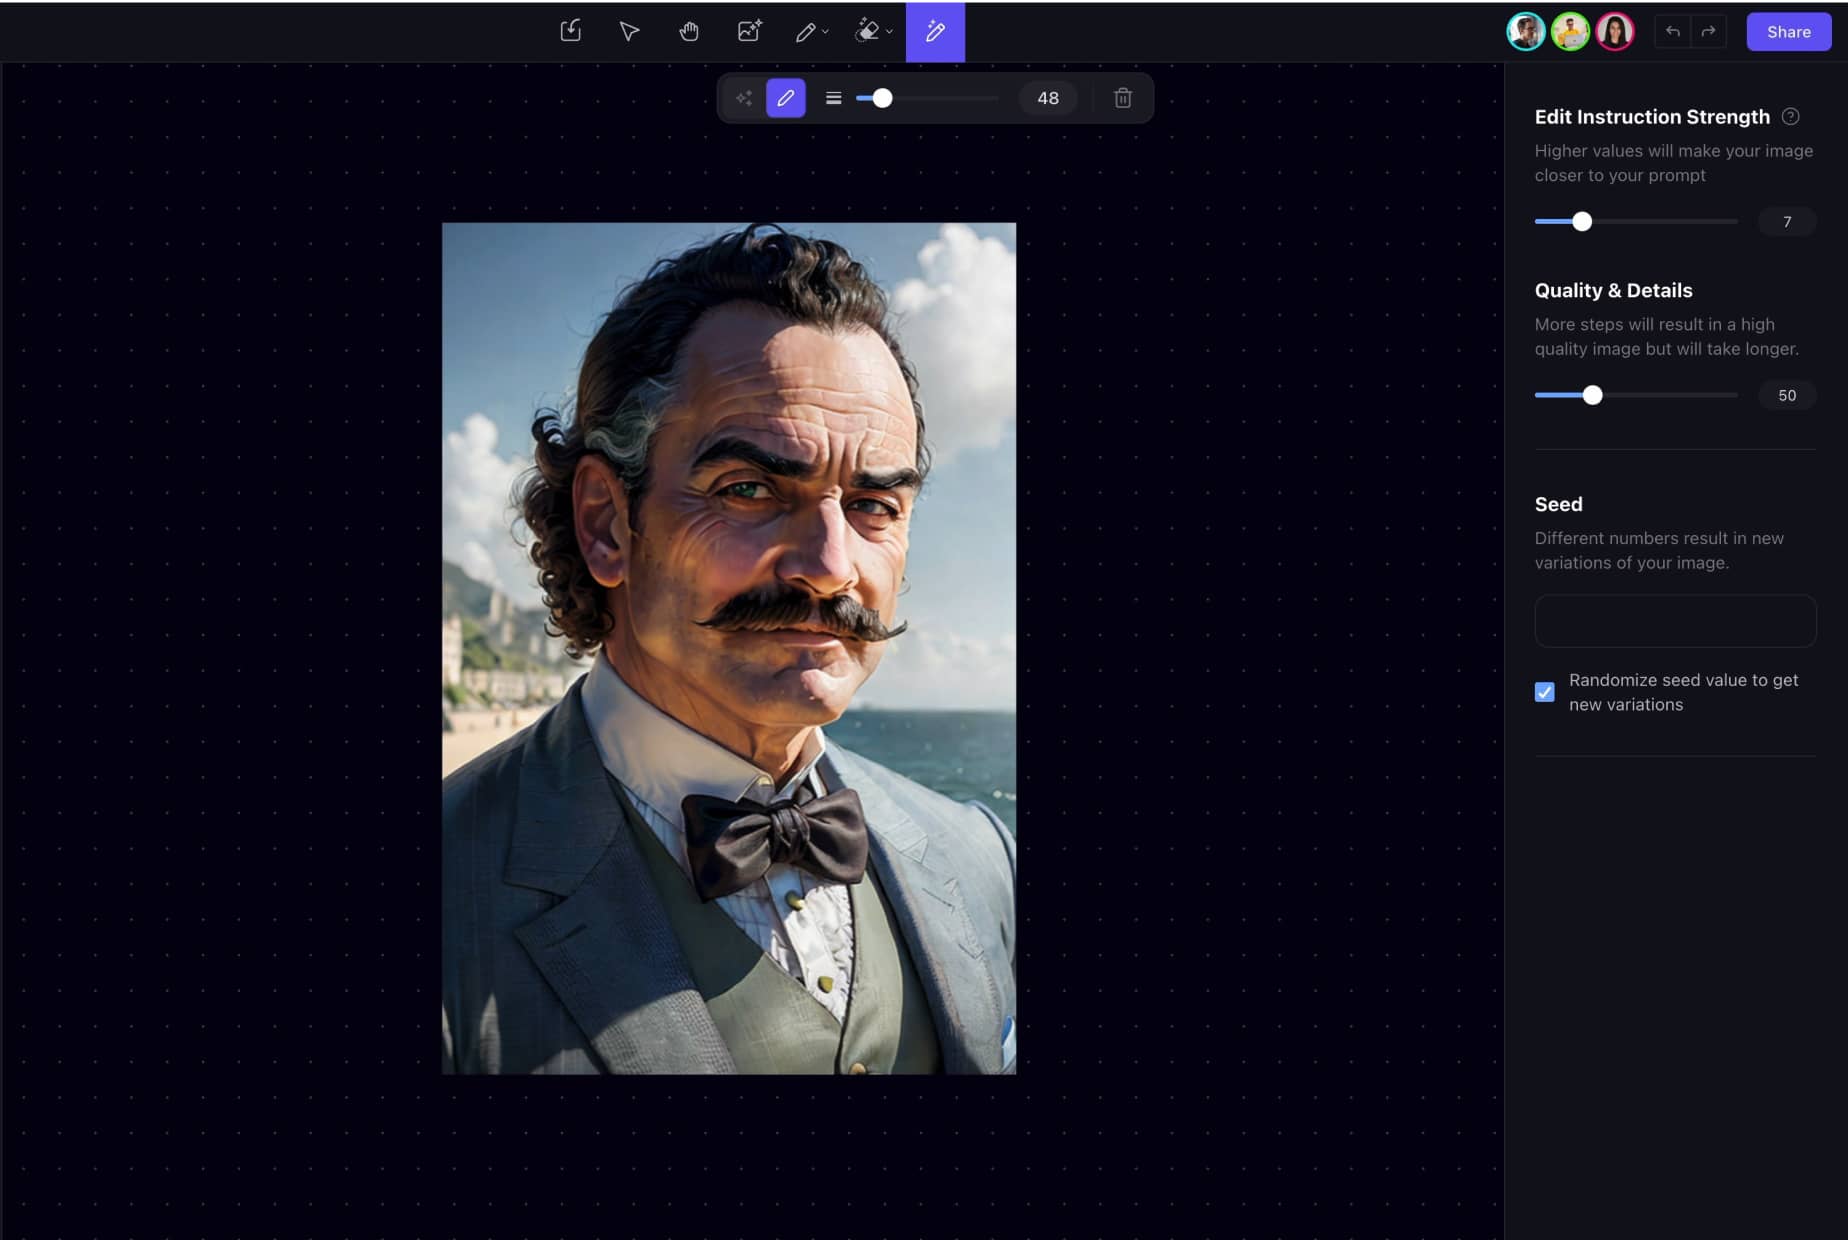 Share
48
Edit Instruction Strength ?
Higher values will make your image
closer to your prompt
7
Quality & Details
More steps will result in a high
quality image but will take longer.
50
Seed
Different numbers result in new
variations of your image.
Randomize seed value to get
new variations